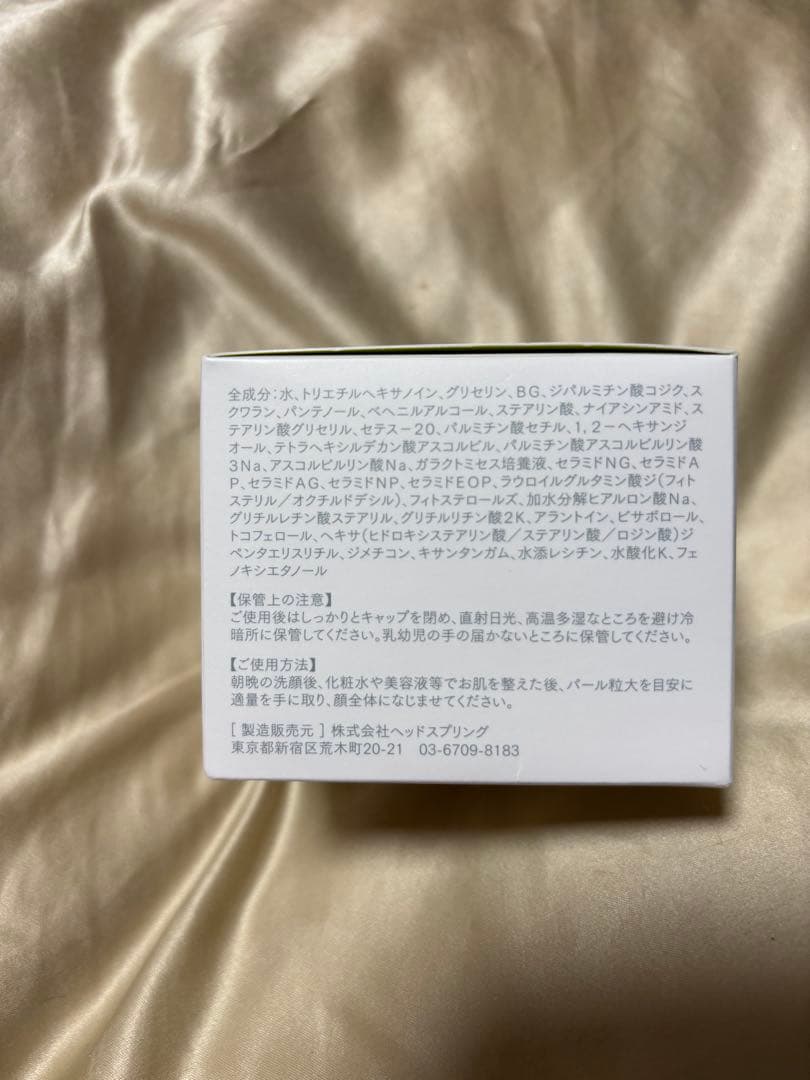 全成分：水、トリエチルヘキサノイン、グリセリン、BG、ジパルミチン酸コジク、ス
クワラン、パンテノール、ベヘニルアルコール、ステアリン酸、ナイアシンアミド、ス
テアリン酸グリセリル、セテス－20、パルミチン酸セチル、1，2－ヘキサンジ
オール、テトラヘキシルデカン酸アスコルビル、パルミチン酸アスコルビルリン酸
3Na、アスコルビルリン酸Na、ガラクトミセス培養液、セラミドNG、セラミドA
P、セラミドAG、セラミドNP、セラミドEOP、ラウロイルグルタミン酸ジ（フィト
ステリル／オクチルドデシル）、フィトステロールズ、加水分解ヒアルロン酸Na、
グリチルレチン酸ステアリル、グリチルリチン酸2K、アラントイン、ビサボロール、
トコフェロール、ヘキサ（ヒドロキシステアリン酸／ステアリン酸／ロジン酸）ジ
ペンタエリスリチル、ジメチコン、キサンタンガム、水添レシチン、水酸化K、フェ
ノキシエタノール
【保管上の注意】
ご使用後はしっかりとキャップを閉め、直射日光、高温多湿なところを避け冷
暗所に保管してください。乳幼児の手の届かないところに保管してください。
【ご使用方法】
朝晩の洗顔後、化粧水や美容液等でお肌を整えた後、パール粒大を目安に
適量を手に取り、顔全体になじませてください。
［ 製造販売元 ］ 株式会社ヘッドスプリング
東京都新宿区荒木町20-21 03-6709-8183